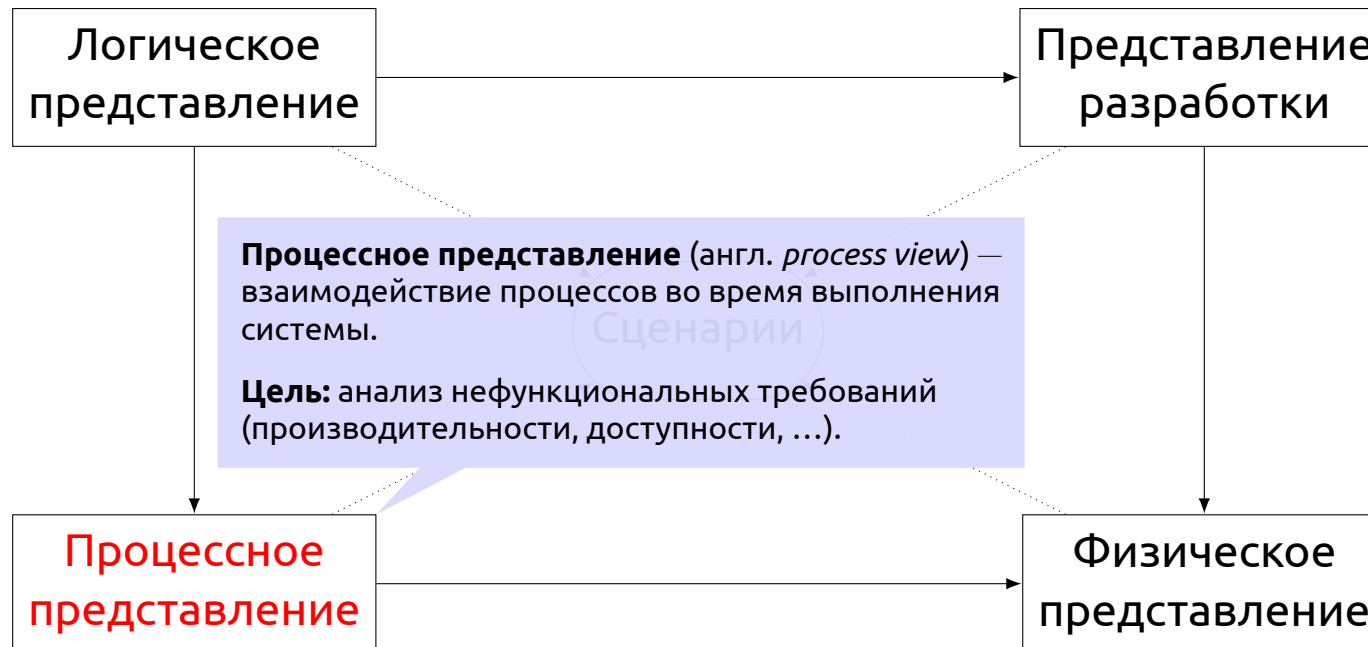 Логическое
представление
Представление
разработки
Процессное представление (англ. process view) —
взаимодействие процессов во время выполнения
системы.
Сценарии
Цель: анализ нефункциональных требований
(производительности, доступности, …).
Процессное
представление
Физическое
представление